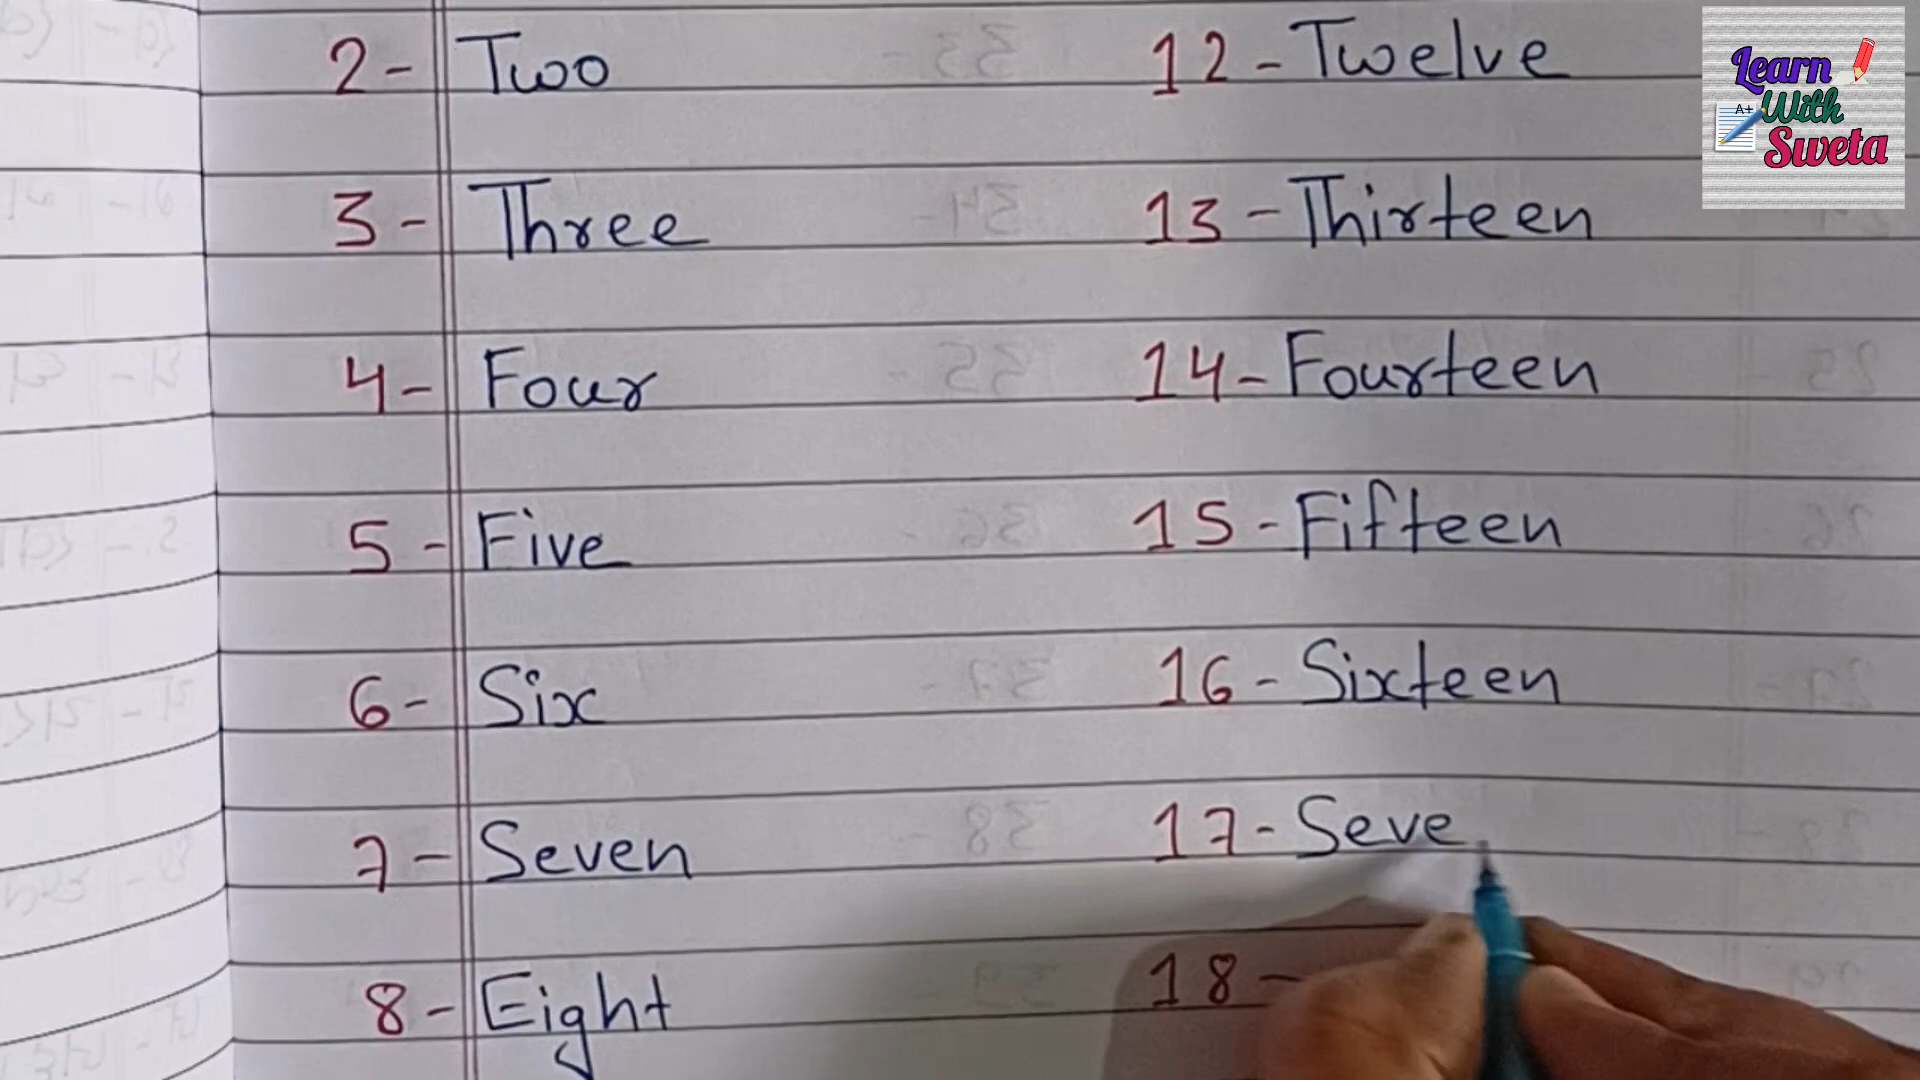 2 - Two 12 - Twelve
3 - Three 13 - Thirteen
4 - Four 14 - Fourteen
5 - Five 15 - Fifteen
6 - Six 16 - Sixteen
7 - Seven 17 - Seve
8 - Eight 18 -
Learn
A+ With
Sweta